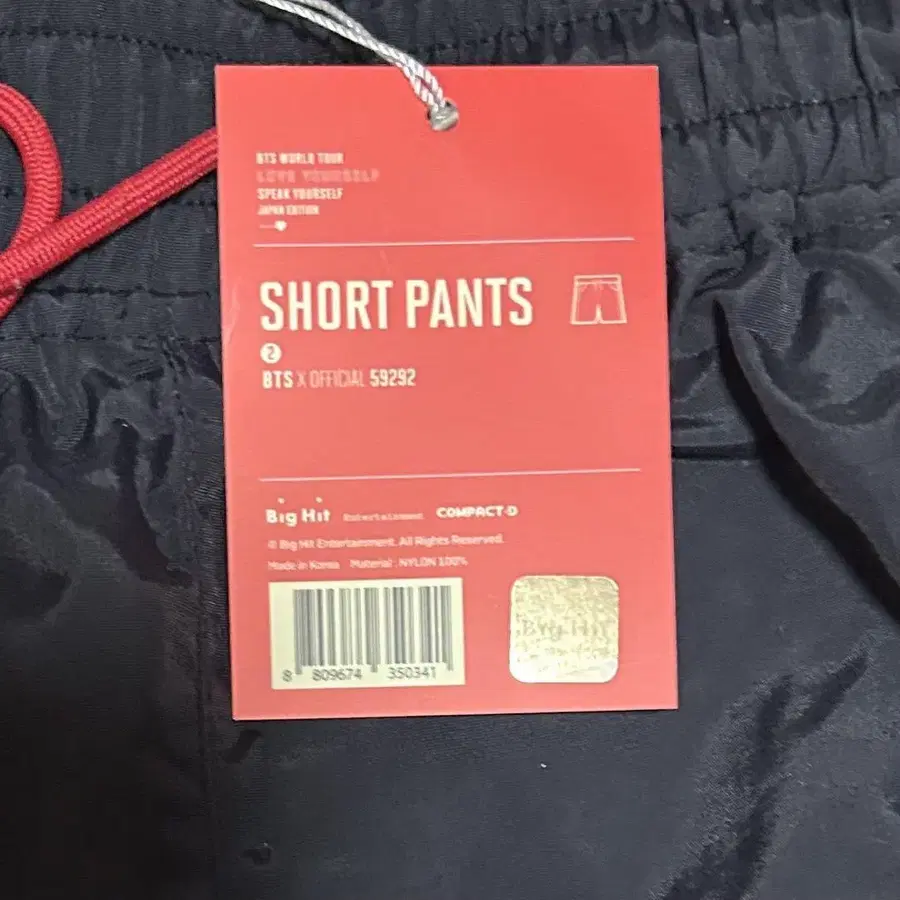 BTS WORLD TOUR
LOVE YOURSELF
SPEAK YOURSELF
JAPAN EDITION
SHORT PANTS
2
BTS X OFFICIAL 59292
Big Hit Entertainment COMPACT-D
© Big Hit Entertainment. All Rights Reserved.
Made in Korea Material : NYLON 100%
8 809674 350341
Big Hit